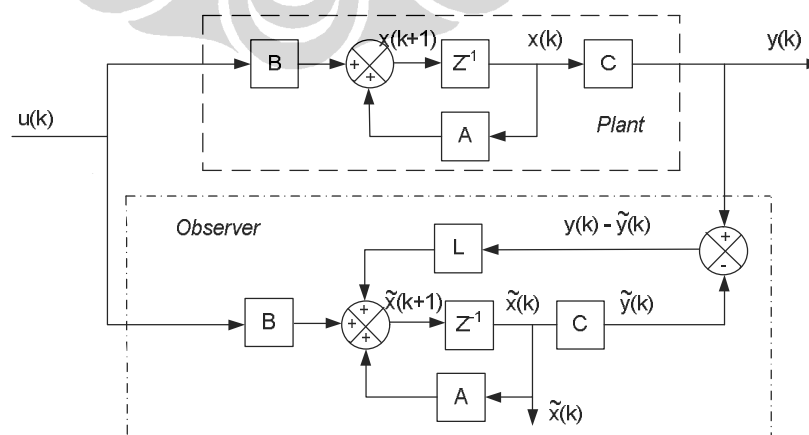 x(k+1)
x(k)
y(k)
B
+
+
Z⁻¹
C
A
Plant
u(k)
Observer
L
y(k) - ỹ(k)
+
-
B
+
+
+
x̃(k+1)
Z⁻¹
x̃(k)
C
ỹ(k)
A
x̃(k)